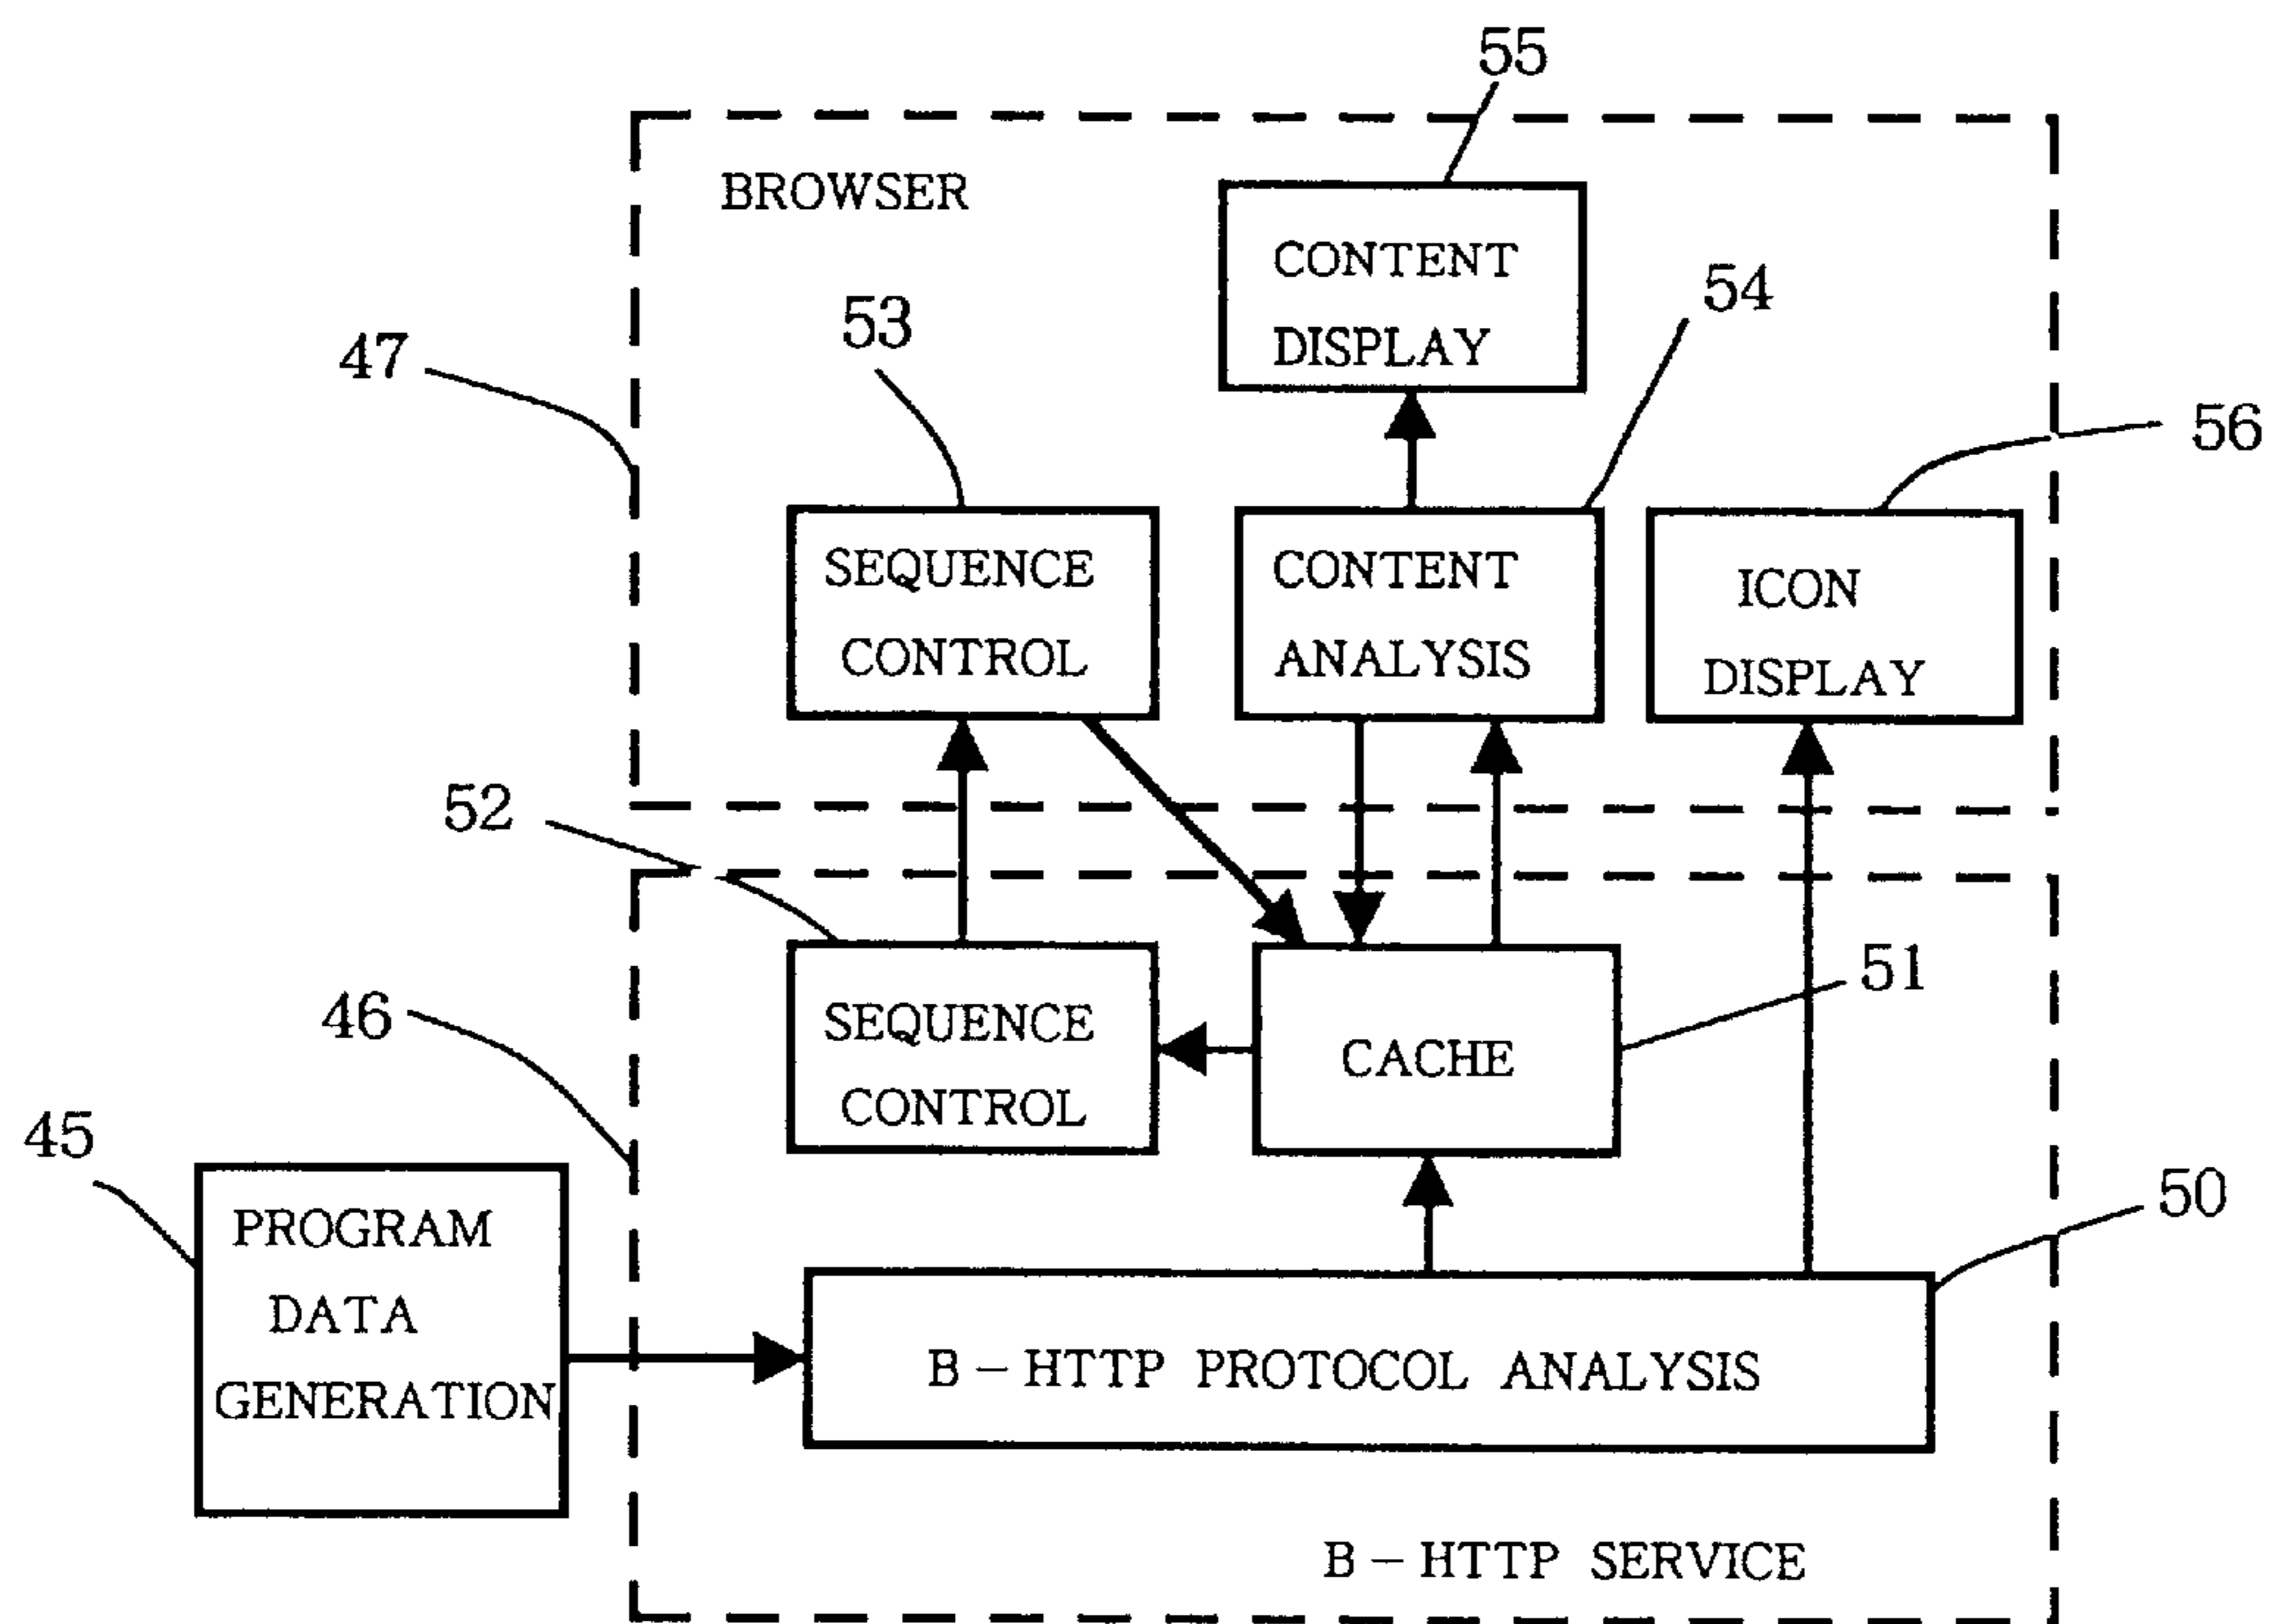 55
BROWSER
CONTENT
DISPLAY
54
53
47
56
SEQUENCE
CONTROL
CONTENT
ANALYSIS
ICON
DISPLAY
52
51
46
SEQUENCE
CONTROL
CACHE
45
50
PROGRAM
DATA
GENERATION
B-HTTP PROTOCOL ANALYSIS
B-HTTP SERVICE